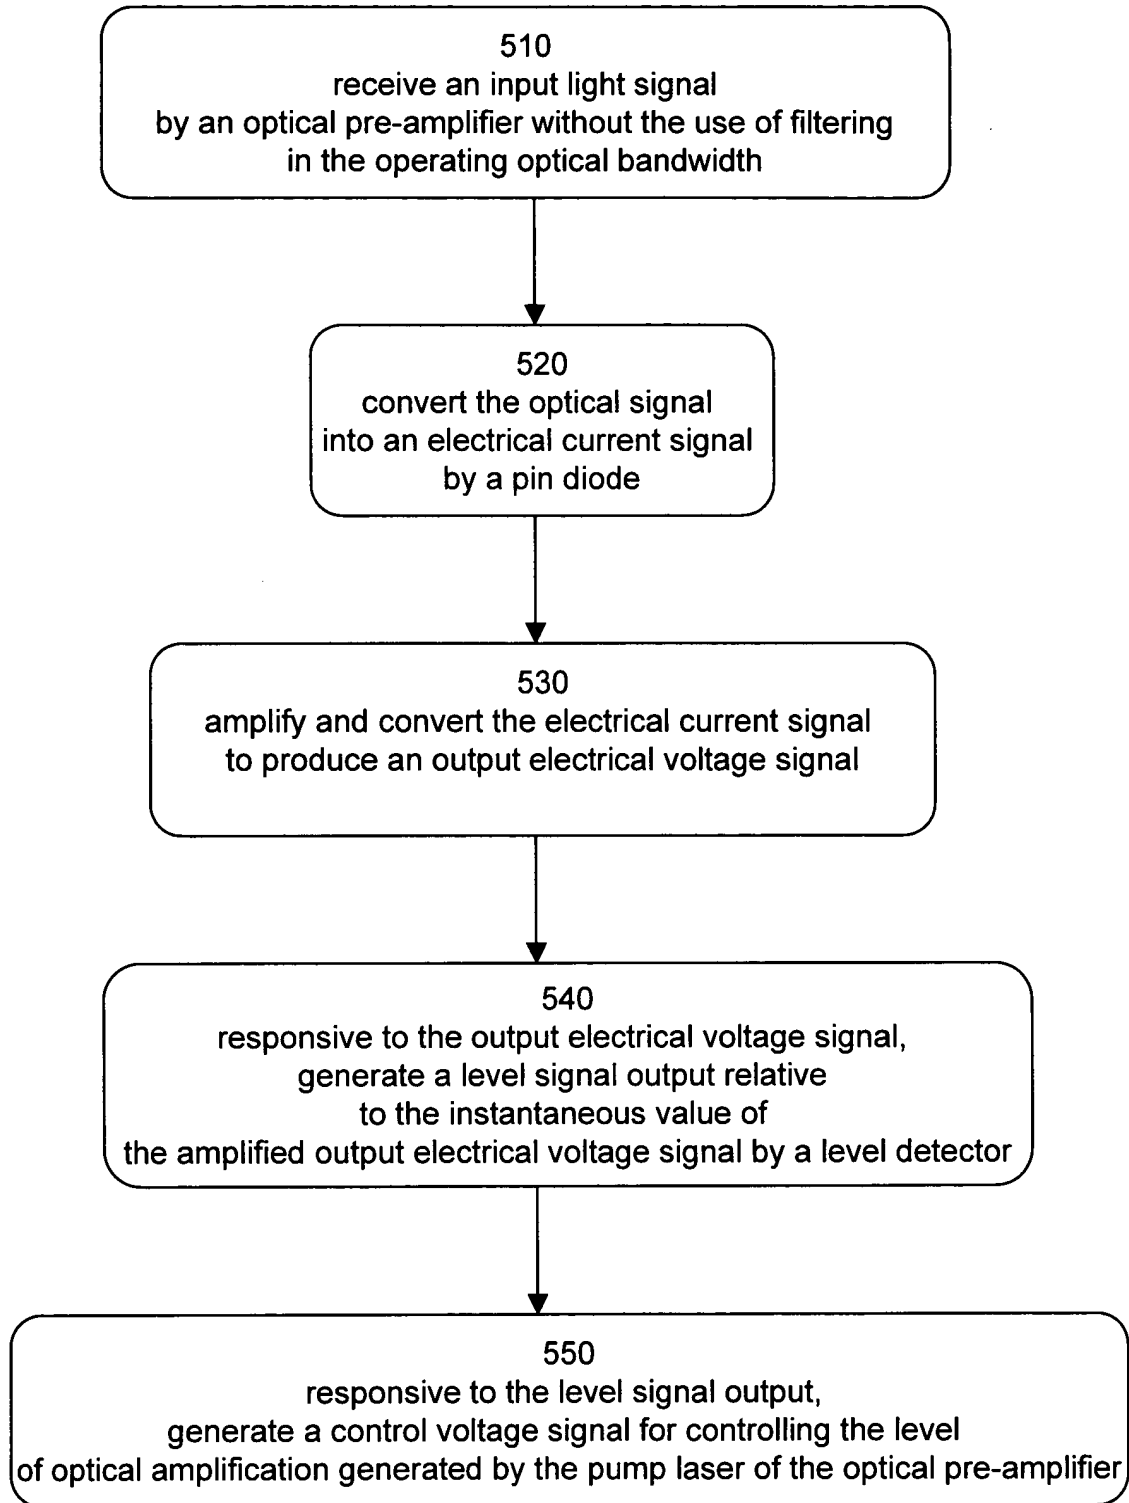 510
receive an input light signal
by an optical pre-amplifier without the use of filtering
in the operating optical bandwidth
520
convert the optical signal
into an electrical current signal
by a pin diode
530
amplify and convert the electrical current signal
to produce an output electrical voltage signal
540
responsive to the output electrical voltage signal,
generate a level signal output relative
to the instantaneous value of
the amplified output electrical voltage signal by a level detector
550
responsive to the level signal output,
generate a control voltage signal for controlling the level
of optical amplification generated by the pump laser of the optical pre-amplifier